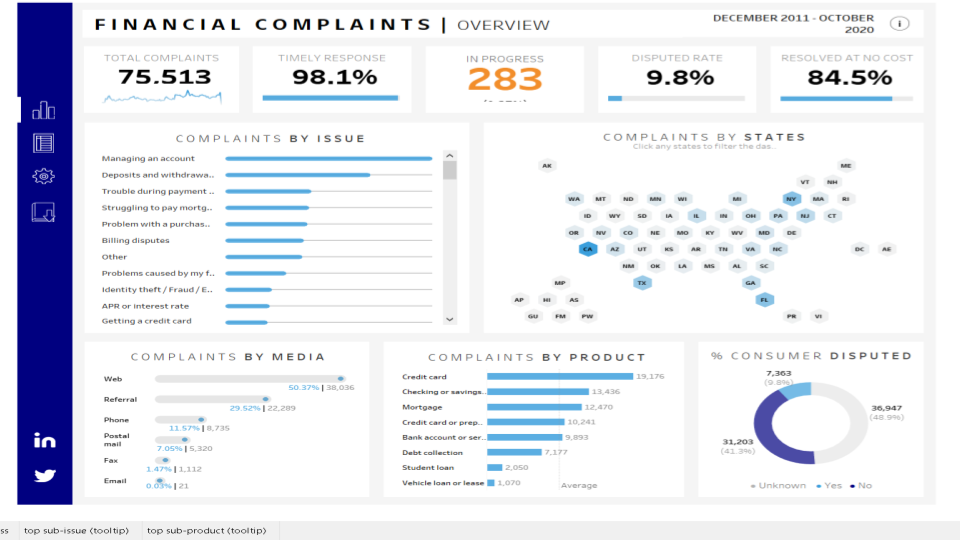 FINANCIAL COMPLAINTS | OVERVIEW
DECEMBER 2011 - OCTOBER
2020
i
TOTAL COMPLAINTS
75,513
TIMELY RESPONSE
98.1%
IN PROGRESS
283
DISPUTED RATE
9.8%
RESOLVED AT NO COST
84.5%
COMPLAINTS BY ISSUE
Managing an account
Deposits and withdrawa..
Trouble during payment ..
Struggling to pay mortg..
Problem with a purchas..
Billing disputes
Other
Problems caused by my f..
Identity theft / Fraud / E..
APR or interest rate
Getting a credit card
COMPLAINTS BY STATES
Click any states to filter the das..
AK ME
VT NH
WA MT ND MN WI MI NY MA RI
ID WY SD IA IL IN OH PA NJ CT
OR NV CO NE MO KY WV MD DE
CA AZ UT KS AR TN VA NC DC AE
NM OK LA MS AL SC
MP TX GA
AP HI AS FL
GU FM PW PR VI
COMPLAINTS BY MEDIA
Web
50.37% | 38,036
Referral
29.52% | 22,289
Phone
11.57% | 8,735
Postal
mail
7.05% | 5,320
Fax
1.47% | 1,112
Email
0.03% | 21
COMPLAINTS BY PRODUCT
Credit card 19,176
Checking or savings.. 13,436
Mortgage 12,470
Credit card or prep.. 10,241
Bank account or ser.. 9,893
Debt collection 7,177
Student loan 2,050
Vehicle loan or lease 1,070
Average
% CONSUMER DISPUTED
7,363
(9.8%)
36,947
(48.9%)
31,203
(41.3%)
Unknown Yes No
in
ss top sub-issue (tooltip) top sub-product (tooltip)